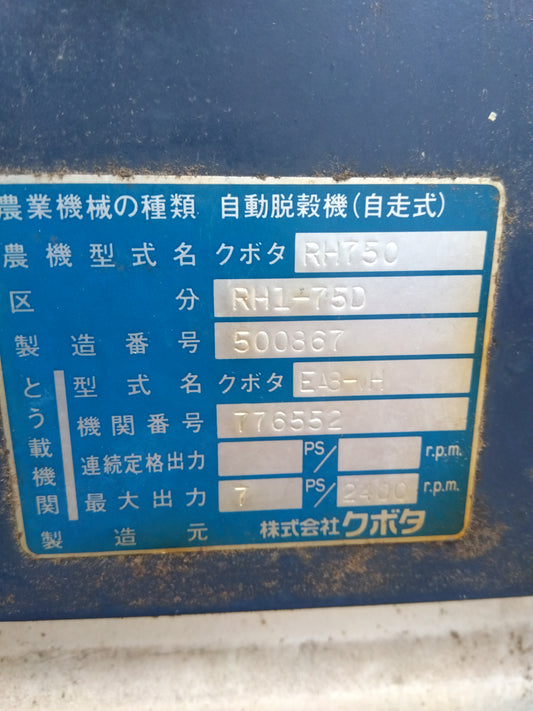 農業機械の種類 自動脱穀機(自走式)
農機型式名 クボタ RH750
区分 RH1-75D
製造番号 500867
とう載機関
型式名 クボタ
機関番号 776552
連続定格出力 PS/ r.p.m.
最大出力 7 PS/2400 r.p.m.
製造元 株式会社クボタ